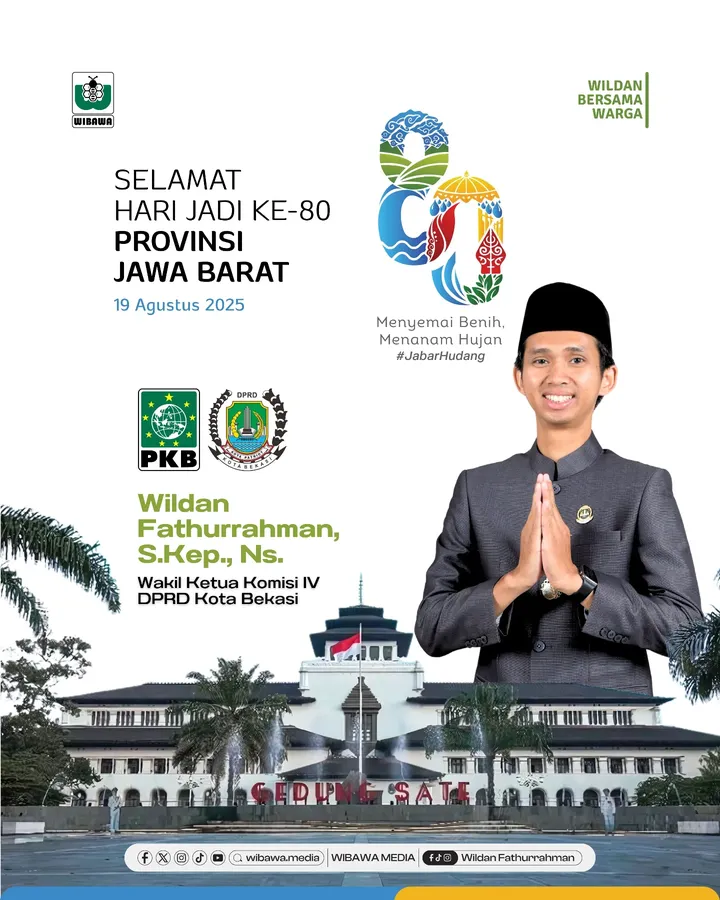 WIBAWA
WILDAN
BERSAMA
WARGA
SELAMAT
HARI JADI KE-80
PROVINSI
JAWA BARAT
19 Agustus 2025
80
Menyemai Benih,
Menanam Hujan
#JabarHudang
PKB
DPRD
KOTA BEKASI
Wildan
Fathurrahman,
S.Kep., Ns.
Wakil Ketua Komisi IV
DPRD Kota Bekasi
GEDUNG SATE
wibawa.media | WIBAWA MEDIA | Wildan Fathurrahman